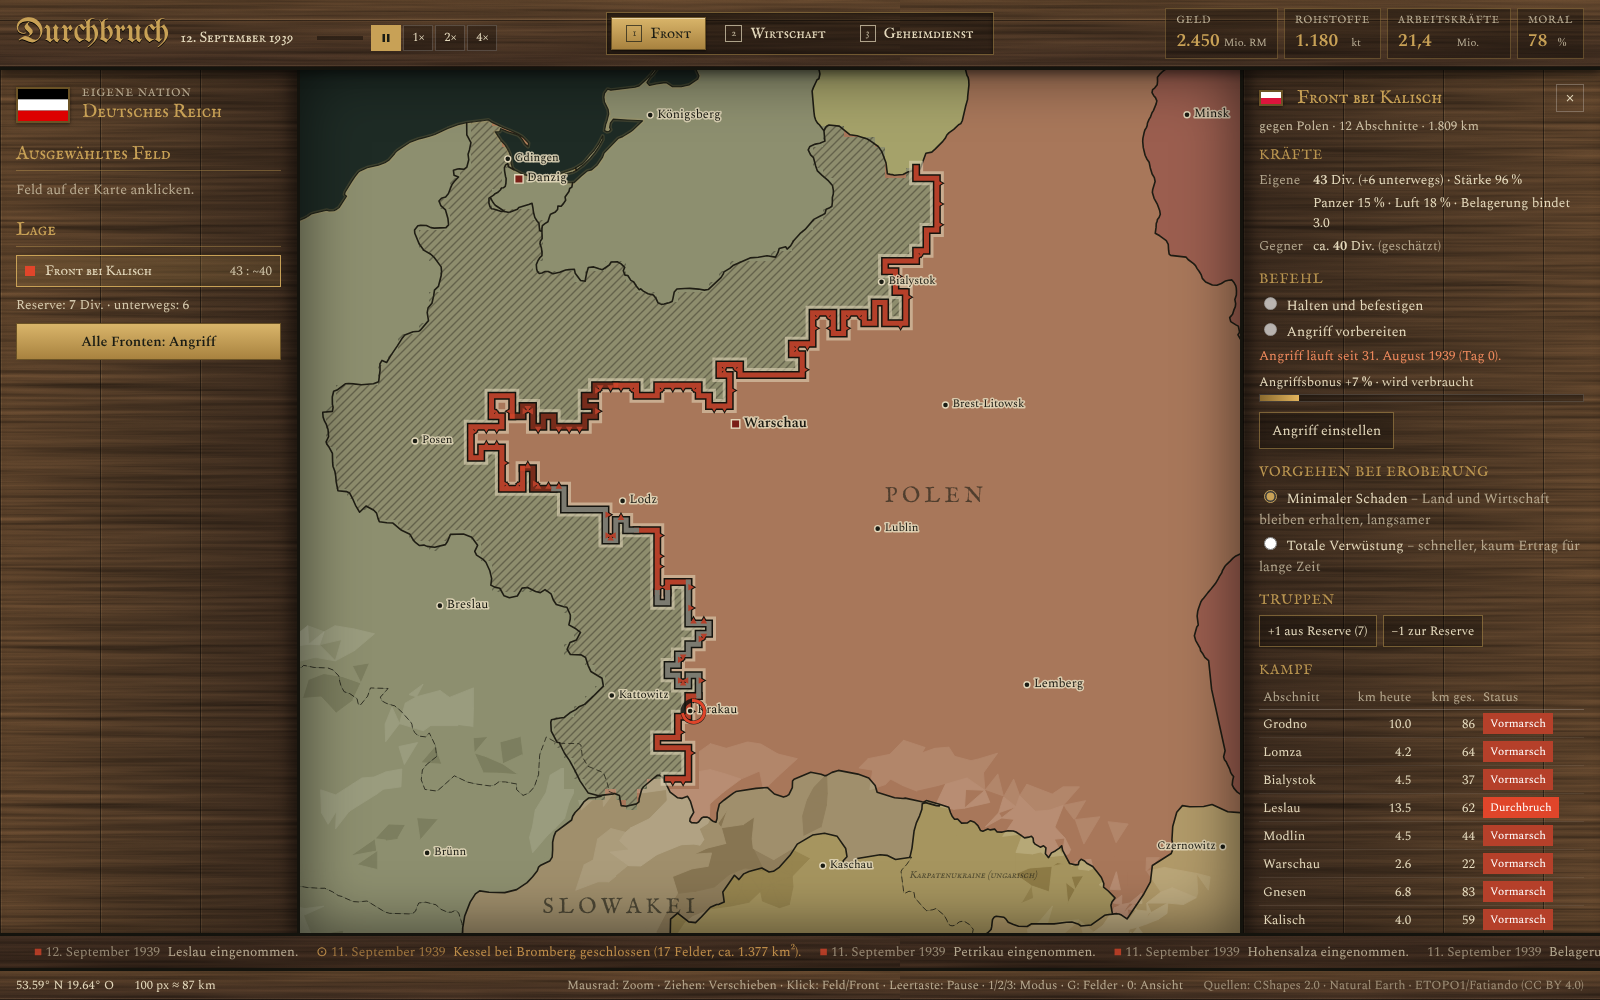 Durchbruch
12. September 1939
1×
2×
4×
1 Front
2 Wirtschaft
3 Geheimdienst
GELD
2.450 Mio. RM
ROHSTOFFE
1.180 kt
ARBEITSKRÄFTE
21,4 Mio.
MORAL
78 %
EIGENE NATION
Deutsches Reich
Ausgewähltes Feld
Feld auf der Karte anklicken.
Lage
Front bei Kalisch 43 : ~40
Reserve: 7 Div. · unterwegs: 6
Alle Fronten: Angriff
Königsberg
Minsk
Gdingen
Danzig
Bialystok
Brest-Litowsk
Warschau
Posen
POLEN
Lodz
Lublin
Breslau
Lemberg
Kattowitz
Krakau
Czernowitz
Brünn
Kaschau
Karpatenukraine (ungarisch)
SLOWAKEI
Front bei Kalisch
×
gegen Polen · 12 Abschnitte · 1.809 km
KRÄFTE
Eigene 43 Div. (+6 unterwegs) · Stärke 96 %
Panzer 15 % · Luft 18 % · Belagerung bindet
3.0
Gegner ca. 40 Div. (geschätzt)
BEFEHL
Halten und befestigen
Angriff vorbereiten
Angriff läuft seit 31. August 1939 (Tag 0).
Angriffsbonus +7 % · wird verbraucht
Angriff einstellen
VORGEHEN BEI EROBERUNG
Minimaler Schaden – Land und Wirtschaft
bleiben erhalten, langsamer
Totale Verwüstung – schneller, kaum Ertrag für
lange Zeit
TRUPPEN
+1 aus Reserve (7)
−1 zur Reserve
KAMPF
Abschnitt km heute km ges. Status
Grodno 10.0 86 Vormarsch
Lomza 4.2 64 Vormarsch
Bialystok 4.5 37 Vormarsch
Leslau 13.5 62 Durchbruch
Modlin 4.5 44 Vormarsch
Warschau 2.6 22 Vormarsch
Gnesen 6.8 83 Vormarsch
Kalisch 4.0 59 Vormarsch
12. September 1939 Leslau eingenommen. 11. September 1939 Kessel bei Bromberg geschlossen (17 Felder, ca. 1.377 km²). 11. September 1939 Petrikau eingenommen. 11. September 1939 Hohensalza eingenommen. 11. September 1939 Belageru
53.59° N 19.64° O 100 px ≈ 87 km
Mausrad: Zoom · Ziehen: Verschieben · Klick: Feld/Front · Leertaste: Pause · 1/2/3: Modus · G: Felder · 0: Ansicht
Quellen: CShapes 2.0 · Natural Earth · ETOPO1/Fatiando (CC BY 4.0)